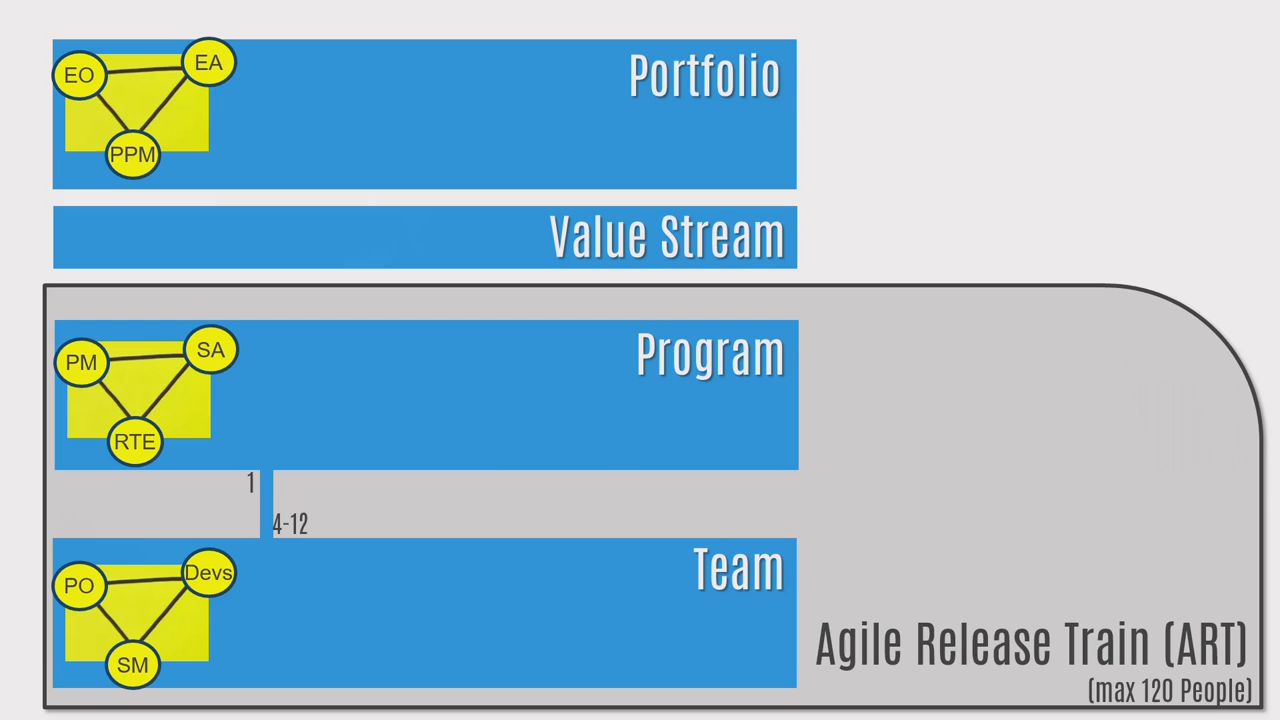 EO
EA
PPM
Portfolio
Value Stream
PM
SA
RTE
Program
1
4-12
PO
Devs
SM
Team
Agile Release Train (ART)
(max 120 People)